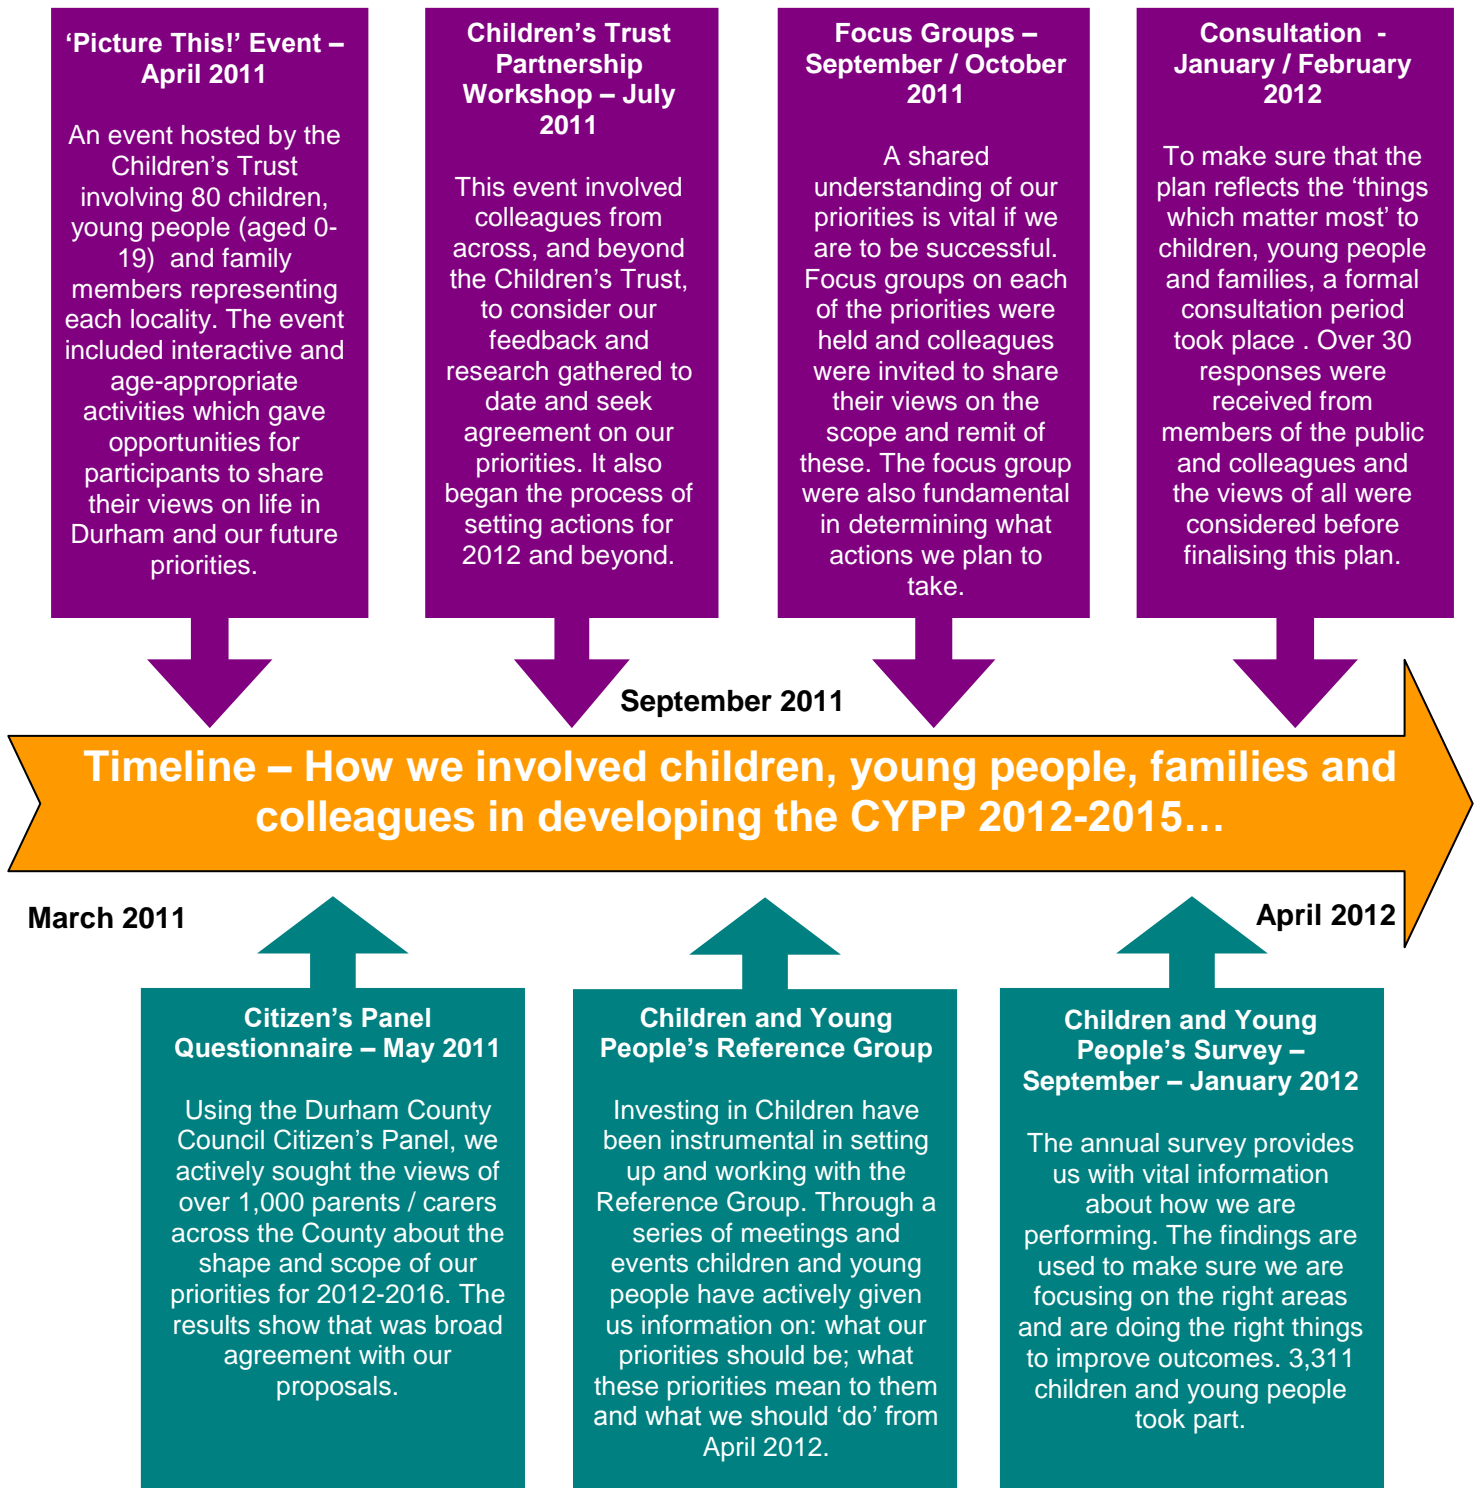 ‘Picture This!’ Event –
April 2011
An event hosted by the
Children’s Trust
involving 80 children,
young people (aged 0-
19)  and family
members representing
each locality. The event
included interactive and
age-appropriate
activities which gave
opportunities for
participants to share
their views on life in
Durham and our future
priorities.
Children’s Trust
Partnership
Workshop – July
2011
This event involved
colleagues from
across, and beyond
the Children’s Trust,
to consider our
feedback and
research gathered to
date and seek
agreement on our
priorities. It also
began the process of
setting actions for
2012 and beyond.
Focus Groups –
September / October
2011
A shared
understanding of our
priorities is vital if we
are to be successful.
Focus groups on each
of the priorities were
held and colleagues
were invited to share
their views on the
scope and remit of
these. The focus group
were also fundamental
in determining what
actions we plan to
take.
Consultation  -
January / February
2012
To make sure that the
plan reflects the ‘things
which matter most’ to
children, young people
and families, a formal
consultation period
took place . Over 30
responses were
received from
members of the public
and colleagues and
the views of all were
considered before
finalising this plan.
September 2011
Timeline – How we involved children, young people, families and
colleagues in developing the CYPP 2012-2015…
March 2011
April 2012
Citizen’s Panel
Questionnaire – May 2011
Using the Durham County
Council Citizen’s Panel, we
actively sought the views of
over 1,000 parents / carers
across the County about the
shape and scope of our
priorities for 2012-2016. The
results show that was broad
agreement with our
proposals.
Children and Young
People’s Reference Group
Investing in Children have
been instrumental in setting
up and working with the
Reference Group. Through a
series of meetings and
events children and young
people have actively given
us information on: what our
priorities should be; what
these priorities mean to them
and what we should ‘do’ from
April 2012.
Children and Young
People’s Survey –
September – January 2012
The annual survey provides
us with vital information
about how we are
performing. The findings are
used to make sure we are
focusing on the right areas
and are doing the right things
to improve outcomes. 3,311
children and young people
took part.